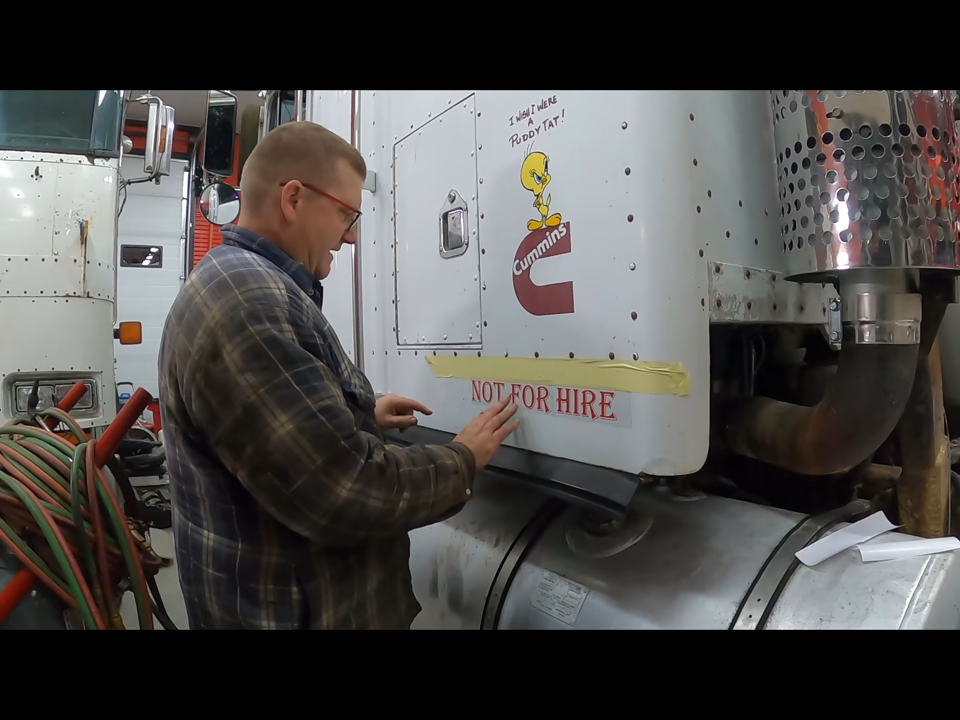 I WISH I WERE
A
PUDDY TAT!
Cummins
NOT FOR HIRE